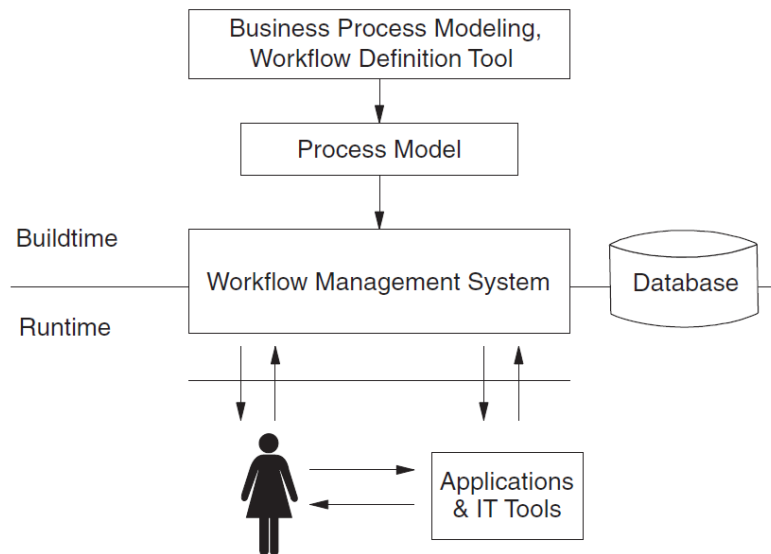 Business Process Modeling,
Workflow Definition Tool
Process Model
Buildtime
Workflow Management System
Database
Runtime
Applications
& IT Tools